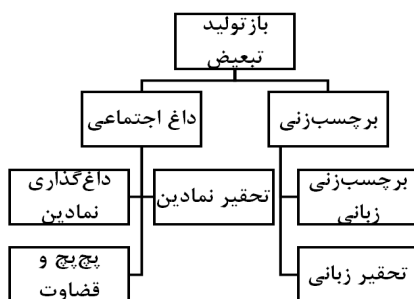 بازتولید
تبعیض
برچسب‌زنی
داغ اجتماعی
برچسب‌زنی
زبانی
تحقیر زبانی
تحقیر نمادین
داغ‌گذاری
نمادین
پچ‌پچ و
قضاوت